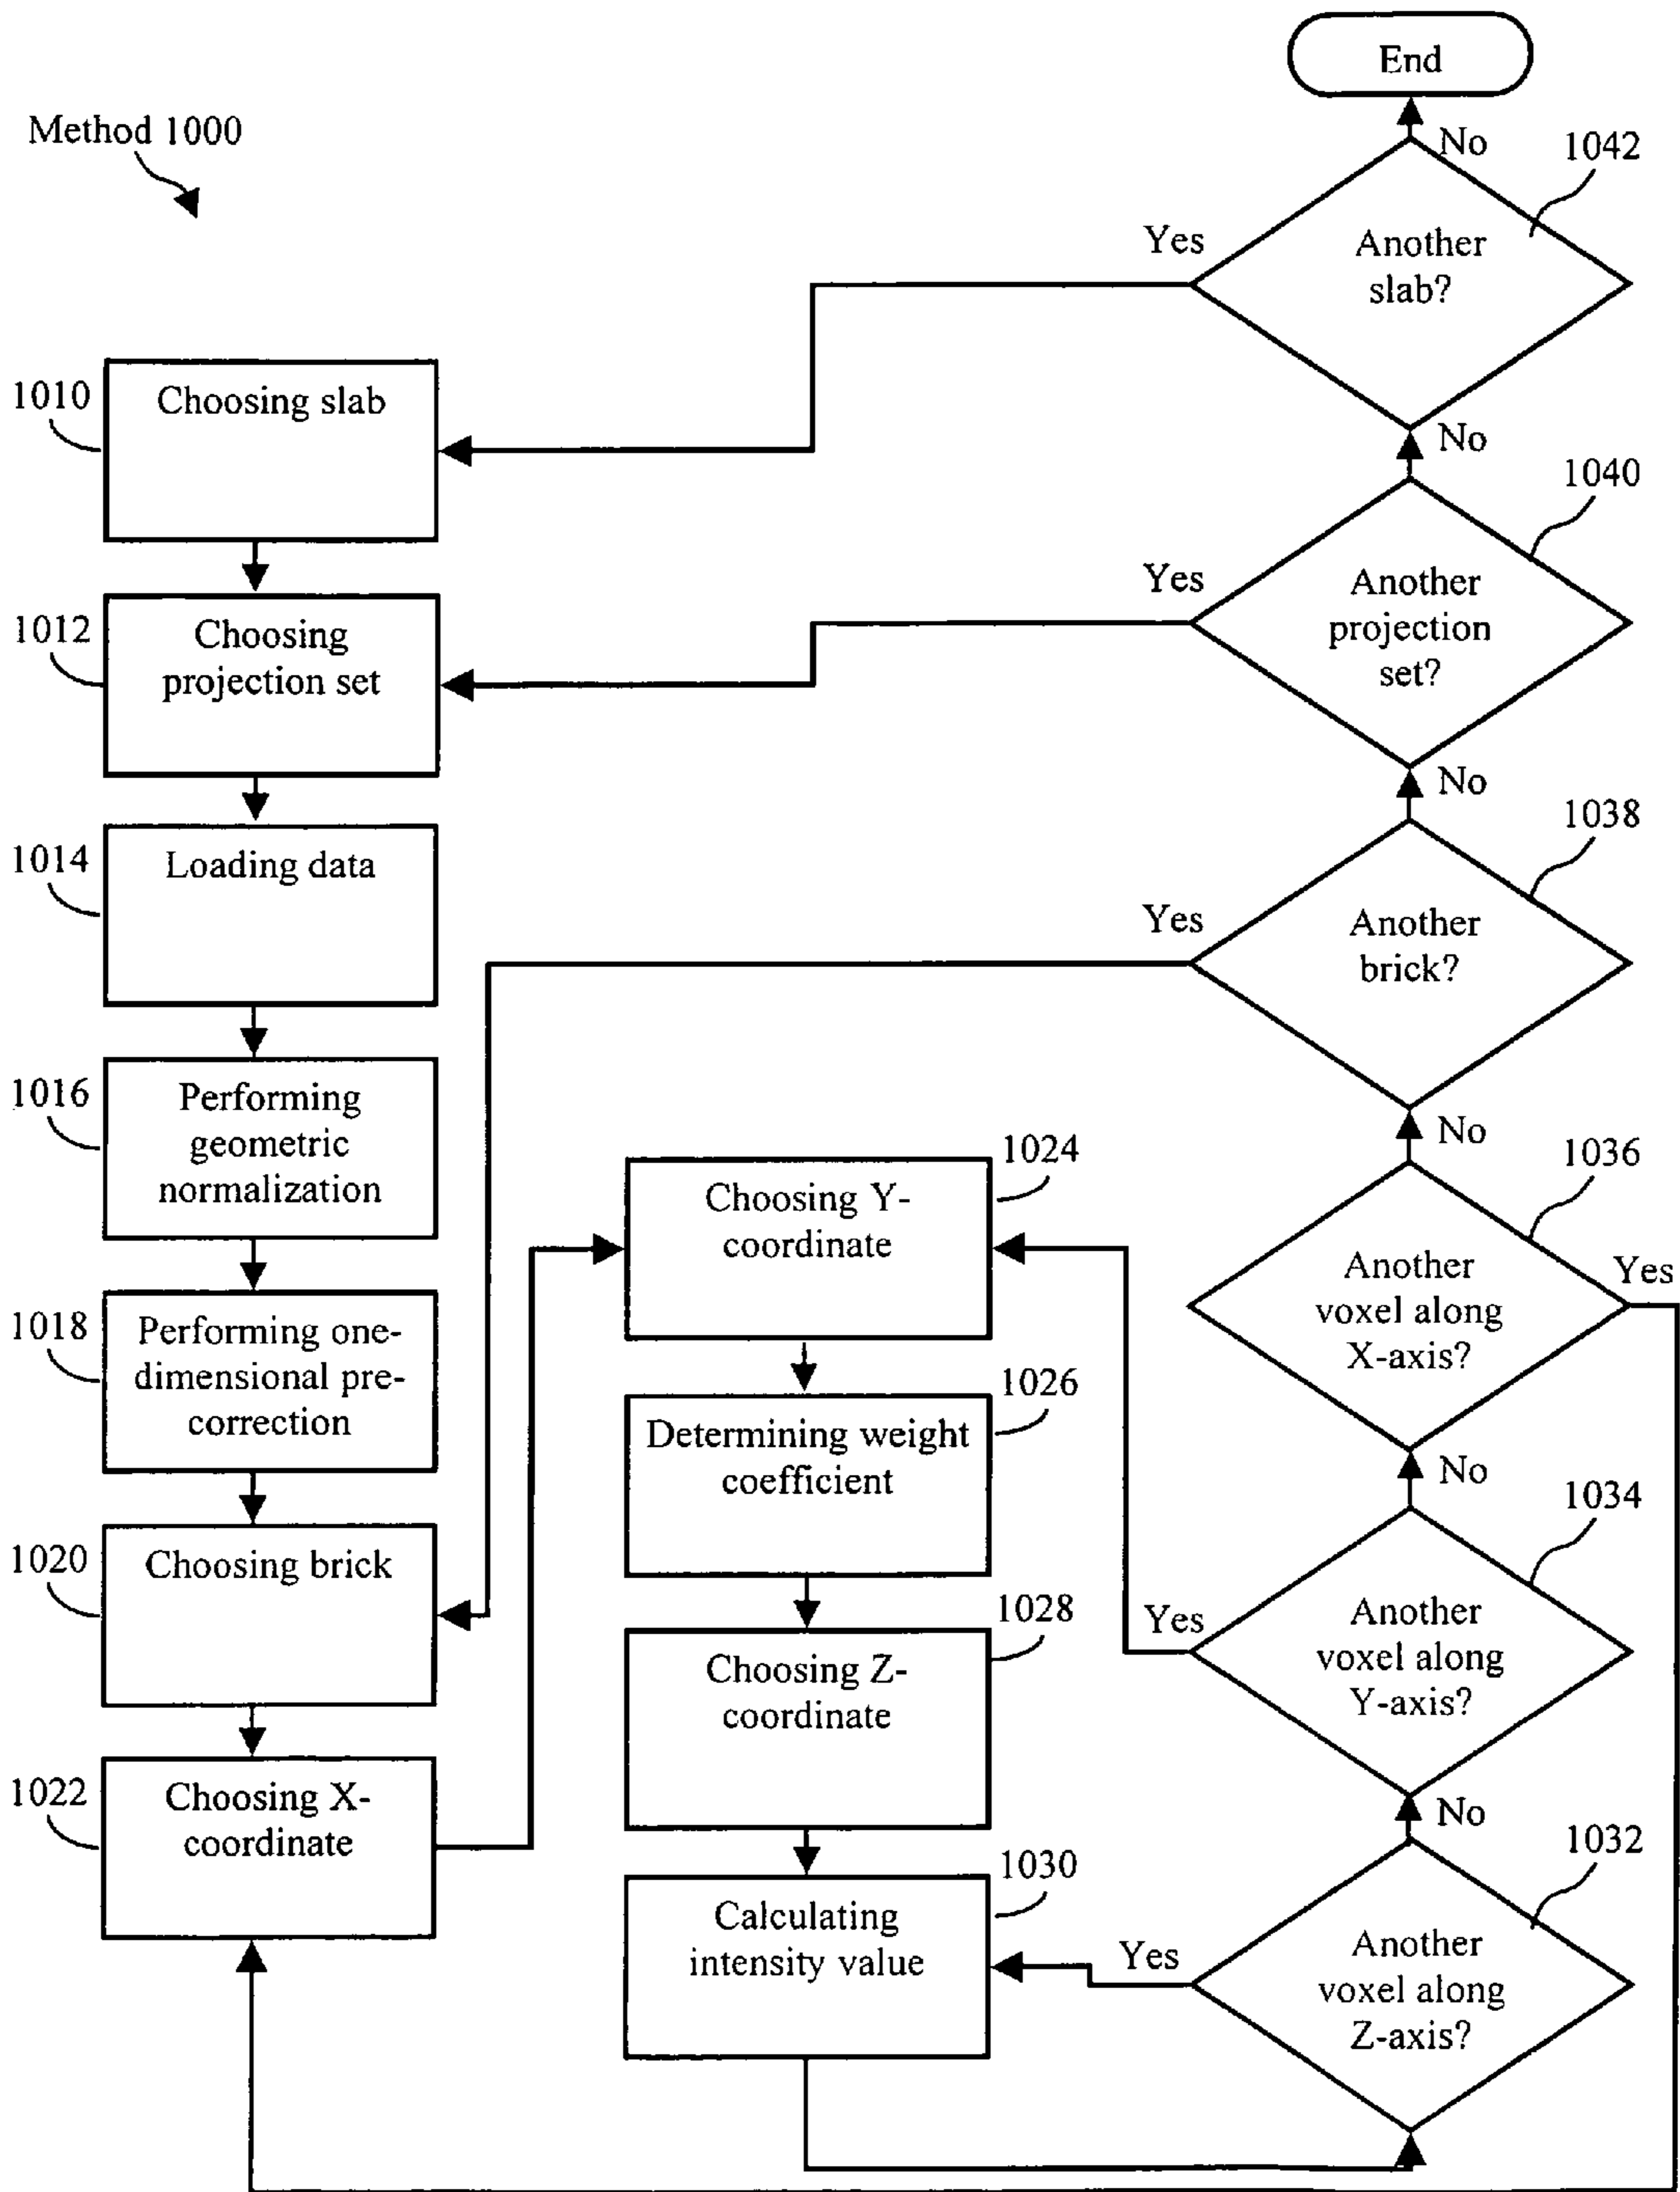 Method 1000
End
No
1042
Yes
Another
slab?
1010
Choosing slab
No
1040
Yes
Another
projection
set?
1012
Choosing
projection set
No
1038
Yes
Another
brick?
1014
Loading data
No
1036
Another
voxel along
X-axis?
Yes
1016
Performing
geometric
normalization
1024
Choosing Y-
coordinate
1018
Performing one-
dimensional pre-
correction
1026
Determining weight
coefficient
No
1034
Yes
Another
voxel along
Y-axis?
1020
Choosing brick
1028
Choosing Z-
coordinate
1022
Choosing X-
coordinate
1030
Calculating
intensity value
No
1032
Yes
Another
voxel along
Z-axis?